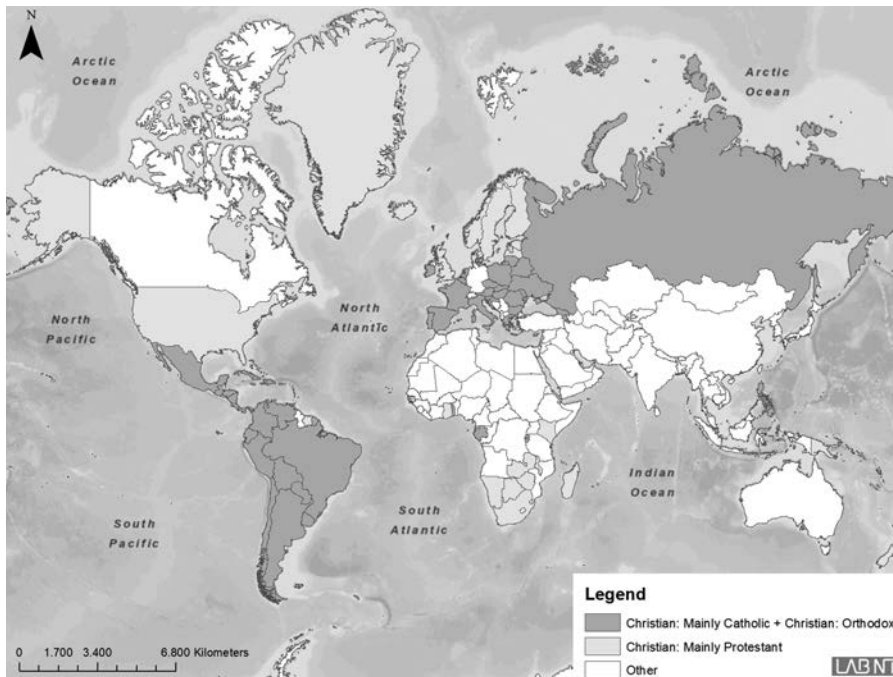 N
Arctic
Ocean
Arctic
Ocean
North
Pacific
North
Atlantic
South
Pacific
South
Atlantic
Indian
Ocean
Legend
Christian: Mainly Catholic + Christian: Orthodox
Christian: Mainly Protestant
Other
0 1.700 3.400 6.800 Kilometers
LABNT